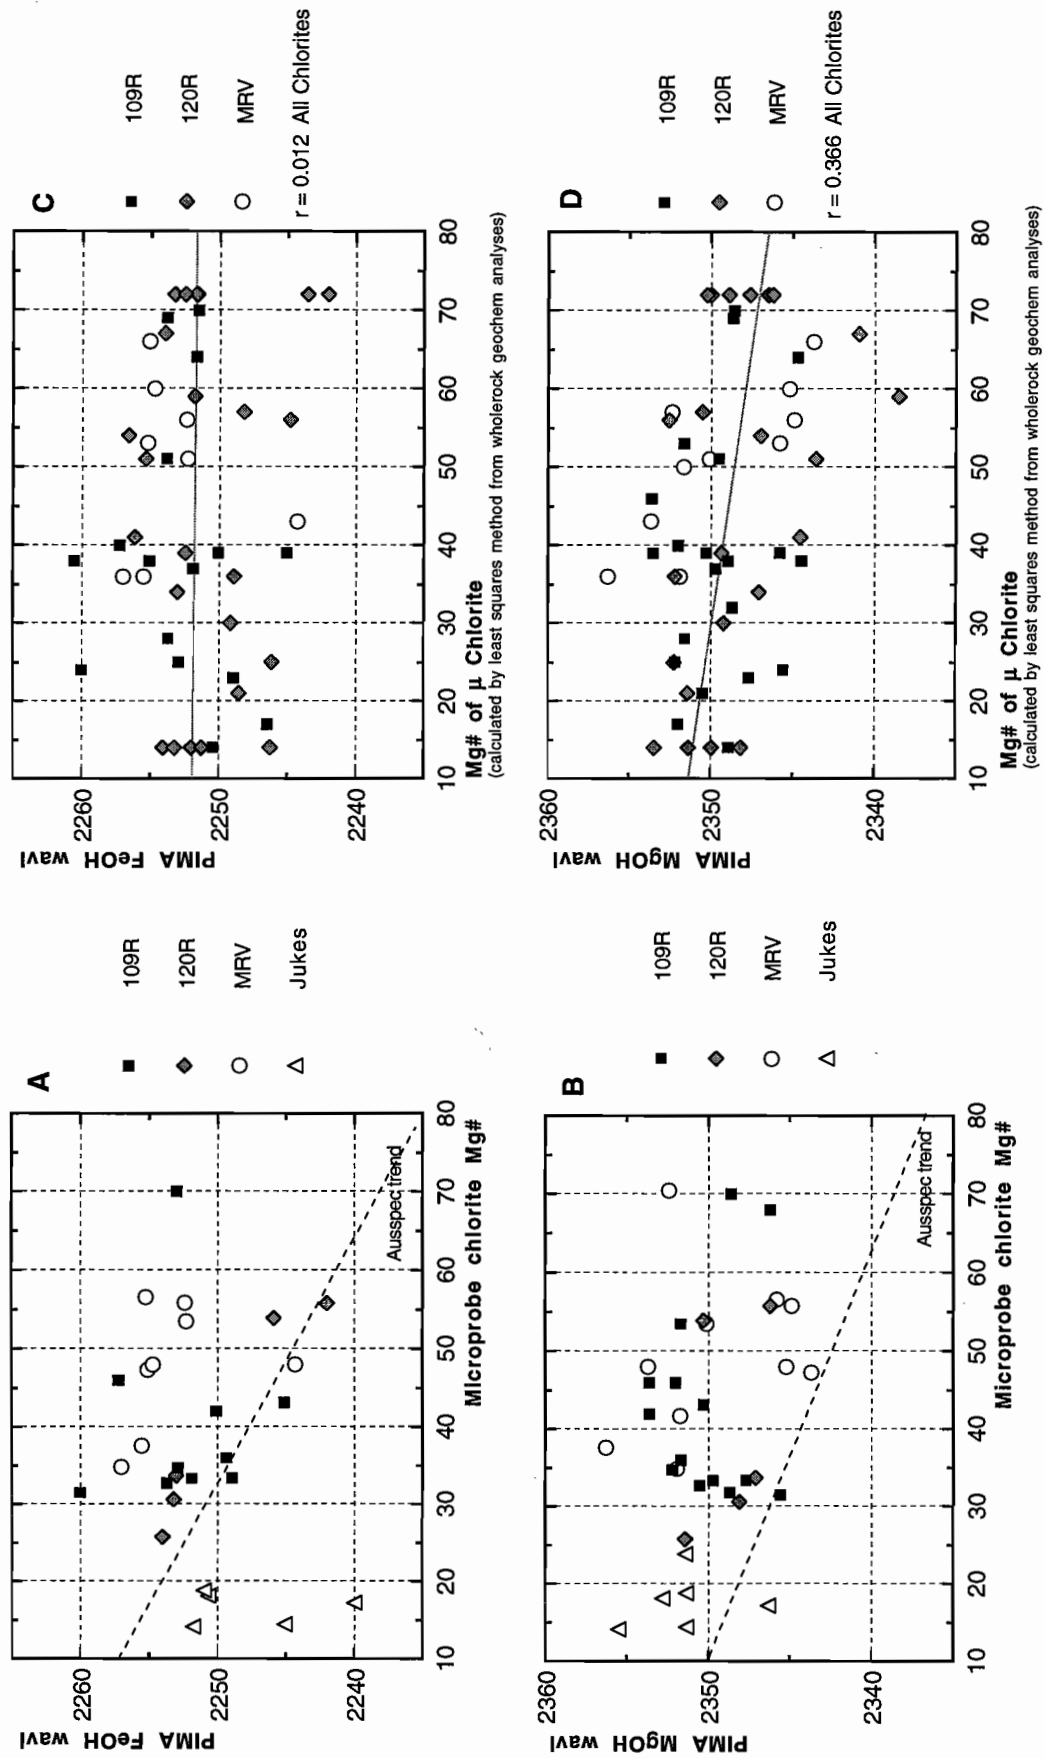 A
PIMA FeOH wavl
2260
2250
2240
10 20 30 40 50 60 70 80
Microprobe chlorite Mg#
Ausspec trend
109R
120R
MRV
Jukes
B
PIMA MgOH wavl
2360
2350
2340
10 20 30 40 50 60 70 80
Microprobe chlorite Mg#
Ausspec trend
109R
120R
MRV
Jukes
C
PIMA FeOH wavl
2260
2250
2240
10 20 30 40 50 60 70 80
Mg# of µ Chlorite
(calculated by least squares method from wholerock geochem analyses)
109R
120R
MRV
r = 0.012 All Chlorites
D
PIMA MgOH wavl
2360
2350
2340
10 20 30 40 50 60 70 80
Mg# of µ Chlorite
(calculated by least squares method from wholerock geochem analyses)
109R
120R
MRV
r = 0.366 All Chlorites